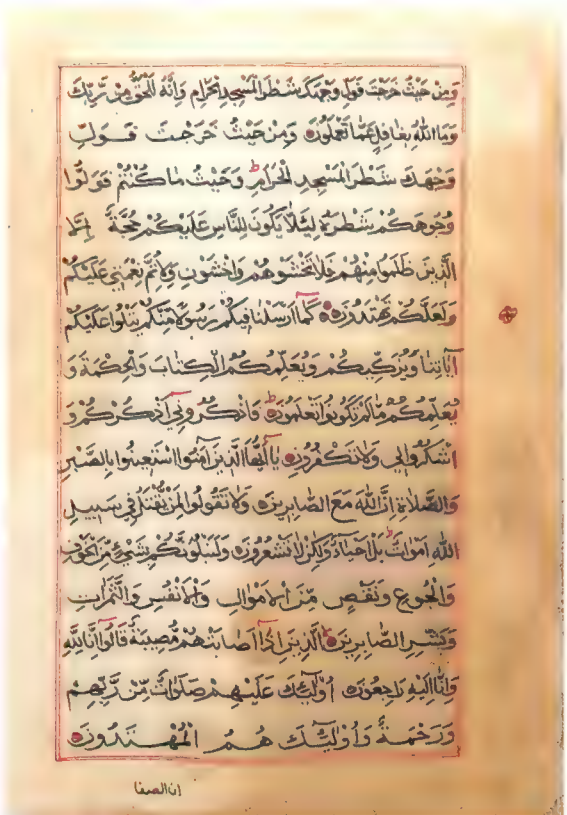 وَمِنْ حَيْثُ خَرَجْتَ فَوَلِّ وَجْهَكَ شَطْرَ الْمَسْجِدِ الْحَرَامِ وَإِنَّهُ لَلْحَقُّ مِنْ رَبِّكَ
وَمَا اللّٰهُ بِغَافِلٍ عَمَّا تَعْمَلُونَ وَمِنْ حَيْثُ خَرَجْتَ فَوَلِّ
وَجْهَكَ شَطْرَ الْمَسْجِدِ الْحَرَامِ ط وَحَيْثُ مَا كُنْتُمْ فَوَلُّوا
وُجُوهَكُمْ شَطْرَهُ لِئَلَّا يَكُونَ لِلنَّاسِ عَلَيْكُمْ حُجَّةٌ إِلَّا
الَّذِينَ ظَلَمُوا مِنْهُمْ فَلَا تَخْشَوْهُمْ وَاخْشَوْنِي وَلِأُتِمَّ نِعْمَتِي عَلَيْكُمْ
وَلَعَلَّكُمْ تَهْتَدُونَ كَمَا أَرْسَلْنَا فِيكُمْ رَسُولًا مِنْكُمْ يَتْلُوا عَلَيْكُمْ
آيَاتِنَا وَيُزَكِّيكُمْ وَيُعَلِّمُكُمُ الْكِتَابَ وَالْحِكْمَةَ وَ
يُعَلِّمُكُمْ مَا لَمْ تَكُونُوا تَعْلَمُونَ ط فَاذْكُرُونِي أَذْكُرْكُمْ وَ
اشْكُرُوا لِي وَلَا تَكْفُرُونِ يَا أَيُّهَا الَّذِينَ آمَنُوا اسْتَعِينُوا بِالصَّبْرِ
وَالصَّلَاةِ إِنَّ اللّٰهَ مَعَ الصَّابِرِينَ وَلَا تَقُولُوا لِمَنْ يُقْتَلُ فِي سَبِيلِ
اللّٰهِ أَمْوَاتٌ ط بَلْ أَحْيَاءٌ وَلَكِنْ لَا تَشْعُرُونَ وَلَنَبْلُوَنَّكُمْ بِشَيْءٍ مِنَ الْخَوْفِ
وَالْجُوعِ وَنَقْصٍ مِنَ الْأَمْوَالِ وَالْأَنْفُسِ وَالثَّمَرَاتِ
وَبَشِّرِ الصَّابِرِينَ الَّذِينَ إِذَا أَصَابَتْهُمْ مُصِيبَةٌ قَالُوا إِنَّا لِلّٰهِ
وَإِنَّا إِلَيْهِ رَاجِعُونَ أُولَئِكَ عَلَيْهِمْ صَلَوَاتٌ مِنْ رَبِّهِمْ
وَرَحْمَةٌ وَأُولَئِكَ هُمُ الْمُهْتَدُونَ
ان الصفا